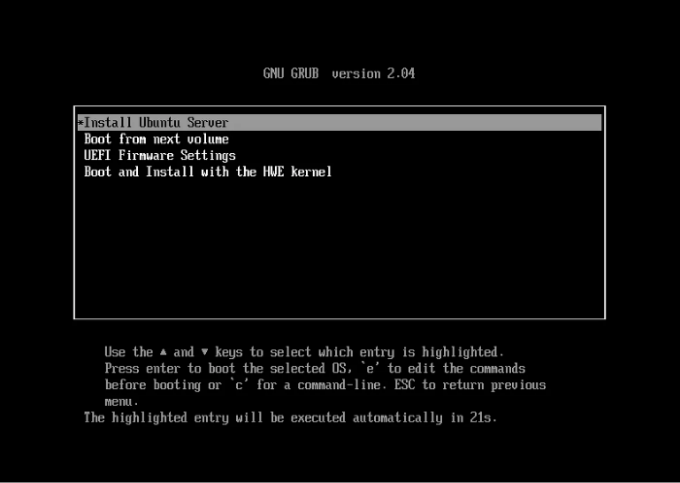 GNU GRUB  version 2.04
*Install Ubuntu Server
Boot from next volume
UEFI Firmware Settings
Boot and Install with the HWE kernel
Use the ▲ and ▼ keys to select which entry is highlighted.
Press enter to boot the selected OS, `e' to edit the commands
before booting or `c' for a command-line. ESC to return previous
menu.
The highlighted entry will be executed automatically in 21s.